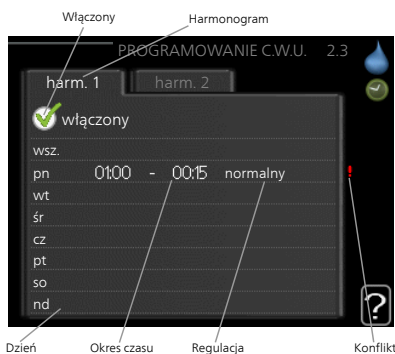 Włączony Harmonogram
PROGRAMOWANIE C.W.U. 2.3
harm. 1 harm. 2
włączony
wsz.
pn 01:00 - 00:15 normalny !
wt
śr
cz
pt
so
nd
?
Dzień Okres czasu Regulacja Konflikt